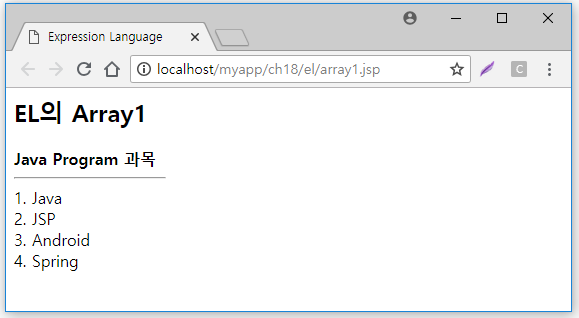 Expression Language
localhost/myapp/ch18/el/array1.jsp
C
EL의 Array1
Java Program 과목
1. Java
2. JSP
3. Android
4. Spring